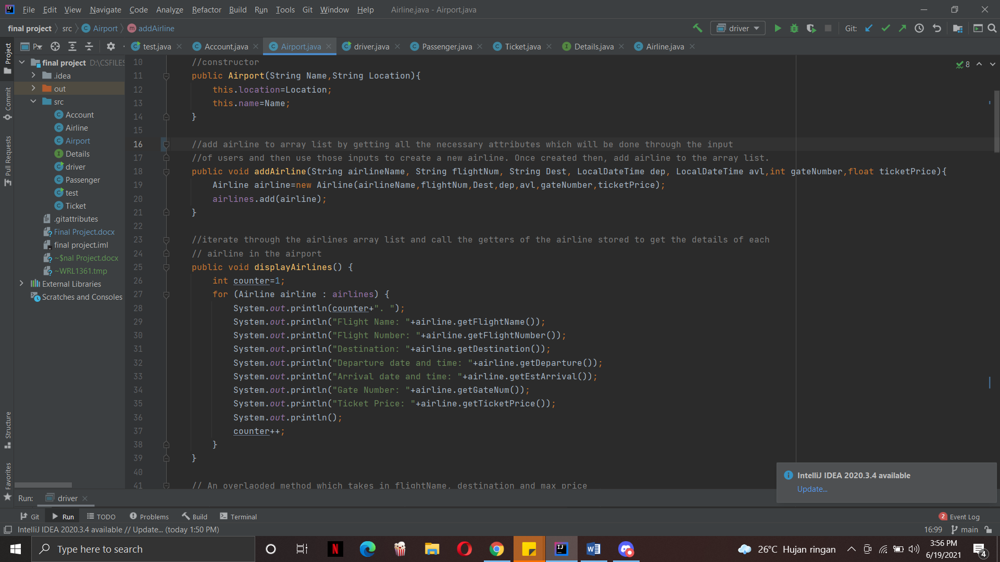 File Edit View Navigate Code Analyze Refactor Build Run Tools Git Window Help Airline.java - Airport.java
final project src Airport addAirline driver Git:
P... test.java Account.java Airport.java driver.java Passenger.java Ticket.java Details.java Airline.java
Project
Commit
Pull Requests
Structure
Favorites
final project D:\CSFILES
.idea
out
src
Account
Airline
Airport
Details
driver
Passenger
test
Ticket
.gitattributes
Final Project.docx
final project.iml
~$nal Project.docx
~WRL1361.tmp
External Libraries
Scratches and Consoles
8
10 //constructor
11 public Airport(String Name,String Location){
12 this.location=Location;
13 this.name=Name;
14 }
15
16 //add airline to array list by getting all the necessary attributes which will be done through the input
17 //of users and then use those inputs to create a new airline. Once created then, add airline to the array list.
18 public void addAirline(String airlineName, String flightNum, String Dest, LocalDateTime dep, LocalDateTime avl,int gateNumber,float ticketPrice){
19 Airline airline=new Airline(airlineName,flightNum,Dest,dep,avl,gateNumber,ticketPrice);
20 airlines.add(airline);
21 }
22
23 //iterate through the airlines array list and call the getters of the airline stored to get the details of each
24 // airline in the airport
25 public void displayAirlines() {
26 int counter=1;
27 for (Airline airline : airlines) {
28 System.out.println(counter+". ");
29 System.out.println("Flight Name: "+airline.getFlightName());
30 System.out.println("Flight Number: "+airline.getFlightNumber());
31 System.out.println("Destination: "+airline.getDestination());
32 System.out.println("Departure date and time: "+airline.getDeparture());
33 System.out.println("Arrival date and time: "+airline.getEstArrival());
34 System.out.println("Gate Number: "+airline.getGateNum());
35 System.out.println("Ticket Price: "+airline.getTicketPrice());
36 System.out.println();
37 counter++;
38 }
39 }
40
41 // An overlaoded method which takes in flightName, destination and max price
IntelliJ IDEA 2020.3.4 available
Update...
Run: driver
Git Run TODO Problems Build Terminal 2 Event Log
IntelliJ IDEA 2020.3.4 available // Update... (today 1:50 PM) 16:99 main
Type here to search 26°C Hujan ringan 3:56 PM
6/19/2021 4